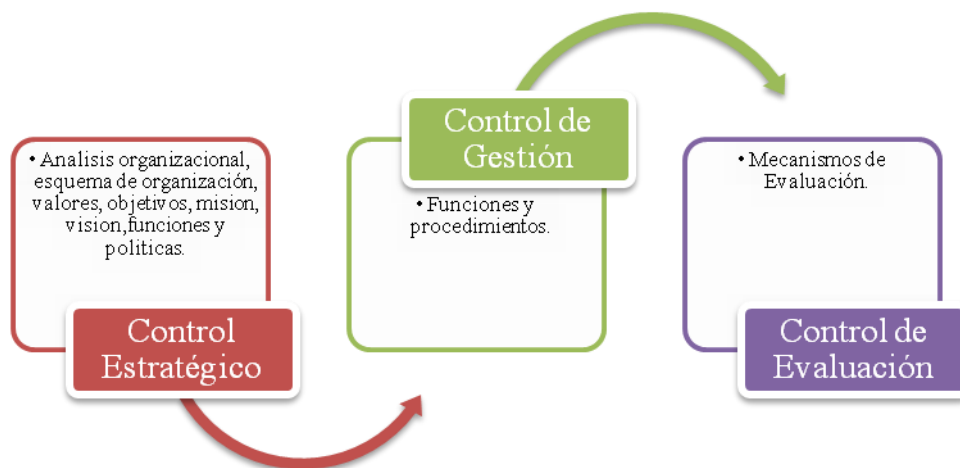 • Analisis organizacional,
esquema de organización,
valores, objetivos, mision,
vision,funciones y
politicas.
Control
Estratégico
Control de
Gestión
• Funciones y
procedimientos.
• Mecanismos de
Evaluación.
Control de
Evaluación